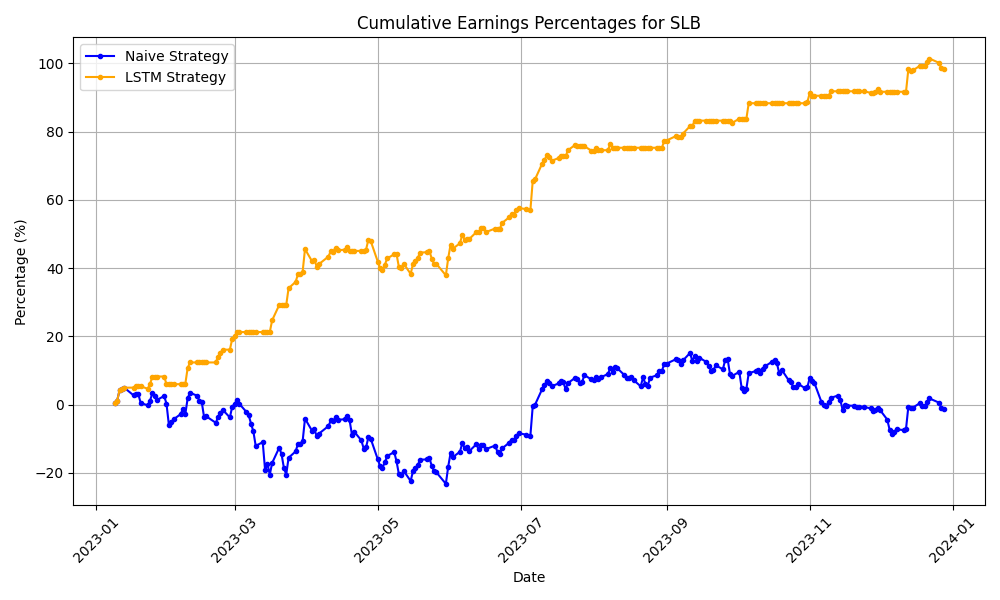 Cumulative Earnings Percentages for SLB
Naive Strategy
LSTM Strategy
Percentage (%)
100
80
60
40
20
0
−20
2023-01
2023-03
2023-05
2023-07
2023-09
2023-11
2024-01
Date